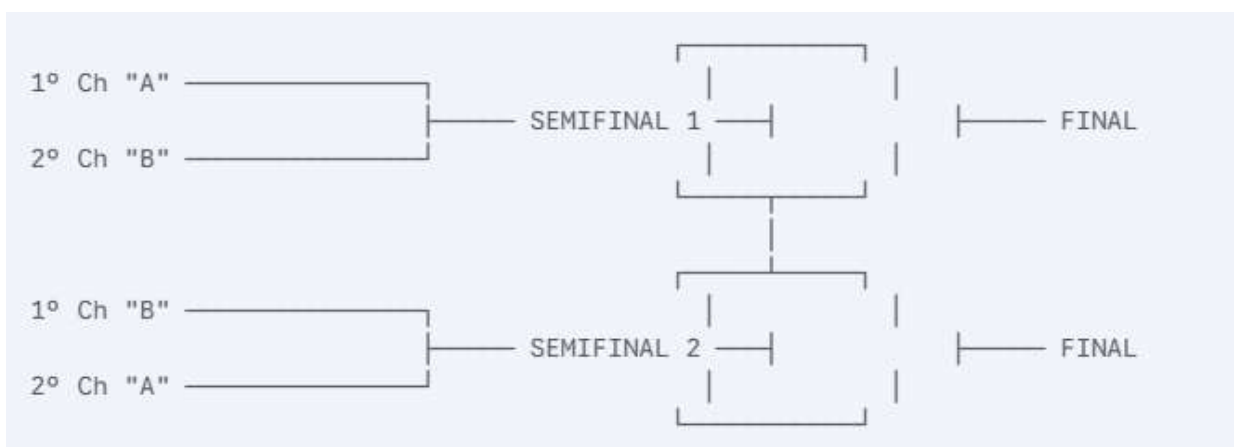 1º Ch "A"
SEMIFINAL 1
FINAL
2º Ch "B"
1º Ch "B"
SEMIFINAL 2
FINAL
2º Ch "A"